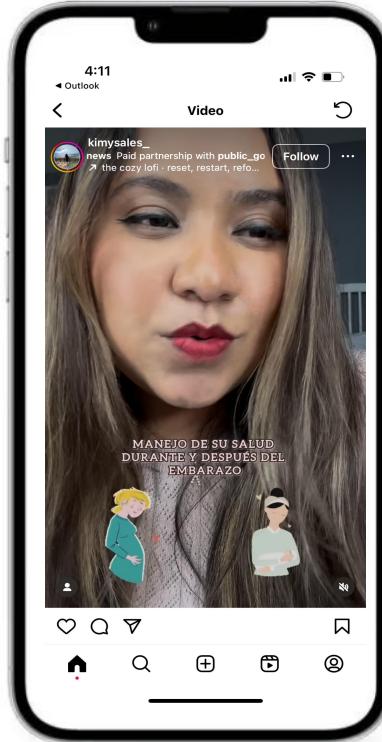 4:11
◄ Outlook
Video
kimysales_
news Paid partnership with public_go
the cozy lofi · reset, restart, refo...
Follow
MANEJO DE SU SALUD
DURANTE Y DESPUÉS DEL
EMBARAZO